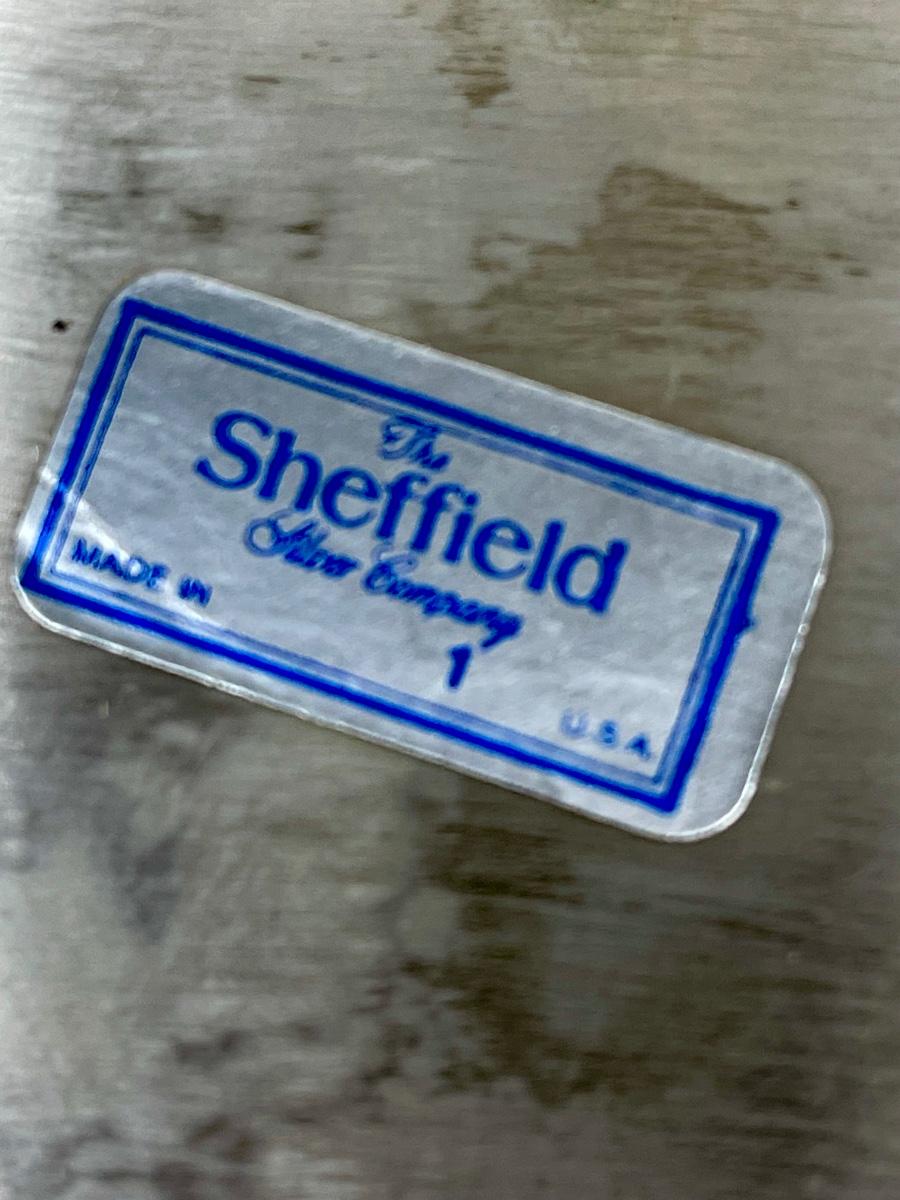 The
Sheffield
Silver Company
1
MADE IN
U.S.A.